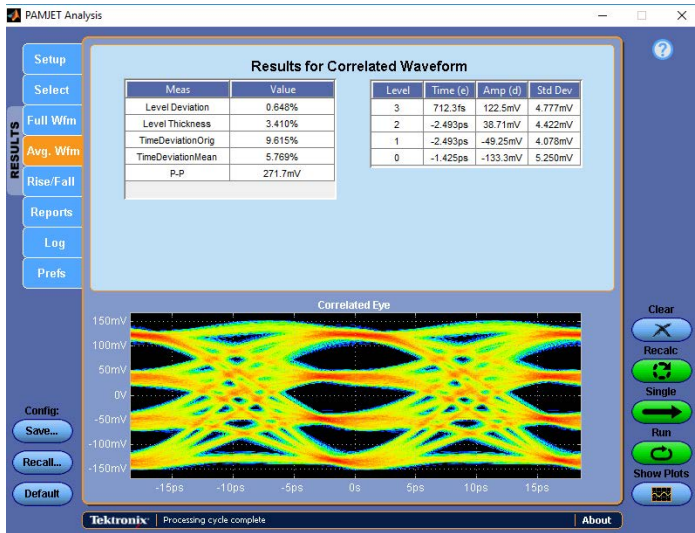 PAMJET Analysis
RESULTS
Setup
Select
Full Wfm
Avg. Wfm
Rise/Fall
Reports
Log
Prefs
Config:
Save...
Recall...
Default
Results for Correlated Waveform
Meas Value
Level Deviation 0.648%
Level Thickness 3.410%
TimeDeviationOrig 9.615%
TimeDeviationMean 5.769%
P-P 271.7mV
Level Time (e) Amp (d) Std Dev
3 712.3fs 122.5mV 4.777mV
2 -2.493ps 38.71mV 4.422mV
1 -2.493ps -49.25mV 4.078mV
0 -1.425ps -133.3mV 5.250mV
Correlated Eye
150mV
100mV
50mV
0V
-50mV
-100mV
-150mV
-15ps -10ps -5ps 0s 5ps 10ps 15ps
?
Clear
Recalc
Single
Run
Show Plots
Tektronix Processing cycle complete About